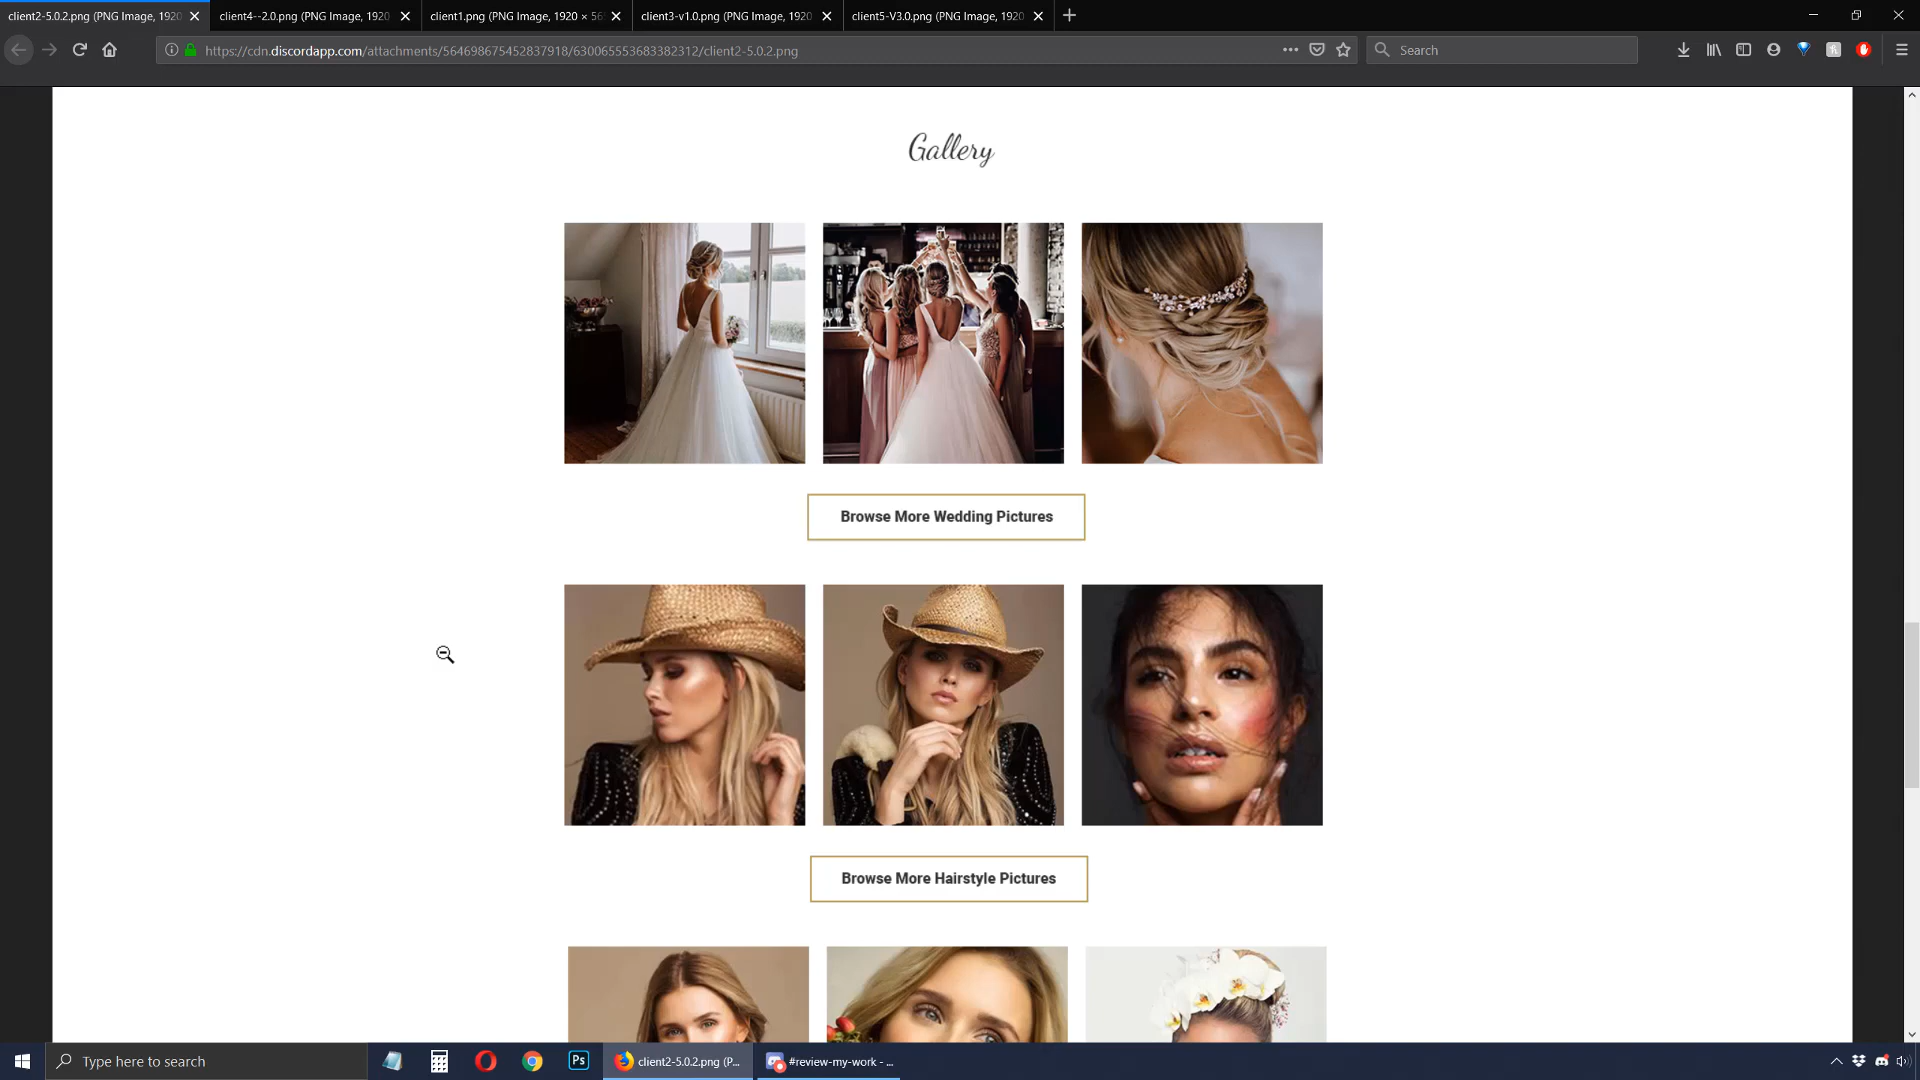 client2-5.0.2.png (PNG Image, 1920
client4--2.0.png (PNG Image, 1920
client1.png (PNG Image, 1920 × 56
client3-v1.0.png (PNG Image, 1920
client5-V3.0.png (PNG Image, 1920
https://cdn.discordapp.com/attachments/564698675452837918/630065553683382312/client2-5.0.2.png
Search
Gallery
Browse More Wedding Pictures
Browse More Hairstyle Pictures
Type here to search
Ps
client2-5.0.2.png (P...
#review-my-work - ...